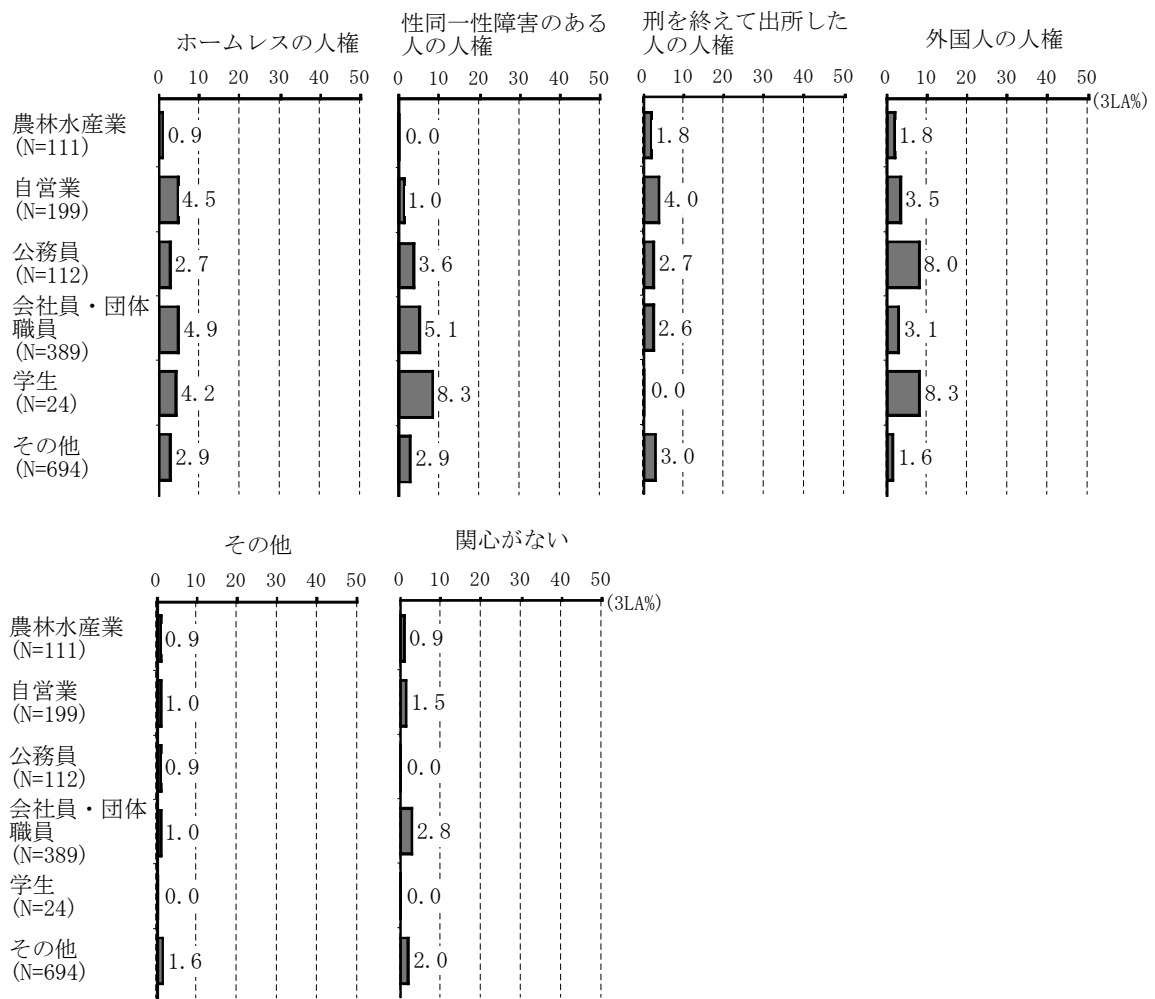 ホームレスの人権
性同一性障害のある
人の人権
刑を終えて出所した
人の人権
外国人の人権
0 10 20 30 40 50
0 10 20 30 40 50
0 10 20 30 40 50
0 10 20 30 40 50
(3LA%)
農林水産業
(N=111)
0.9
0.0
1.8
1.8
自営業
(N=199)
4.5
1.0
4.0
3.5
公務員
(N=112)
2.7
3.6
2.7
8.0
会社員・団体
職員
(N=389)
4.9
5.1
2.6
3.1
学生
(N=24)
4.2
8.3
0.0
8.3
その他
(N=694)
2.9
2.9
3.0
1.6
その他
関心がない
0 10 20 30 40 50
0 10 20 30 40 50
(3LA%)
農林水産業
(N=111)
0.9
0.9
自営業
(N=199)
1.0
1.5
公務員
(N=112)
0.9
0.0
会社員・団体
職員
(N=389)
1.0
2.8
学生
(N=24)
0.0
0.0
その他
(N=694)
1.6
2.0